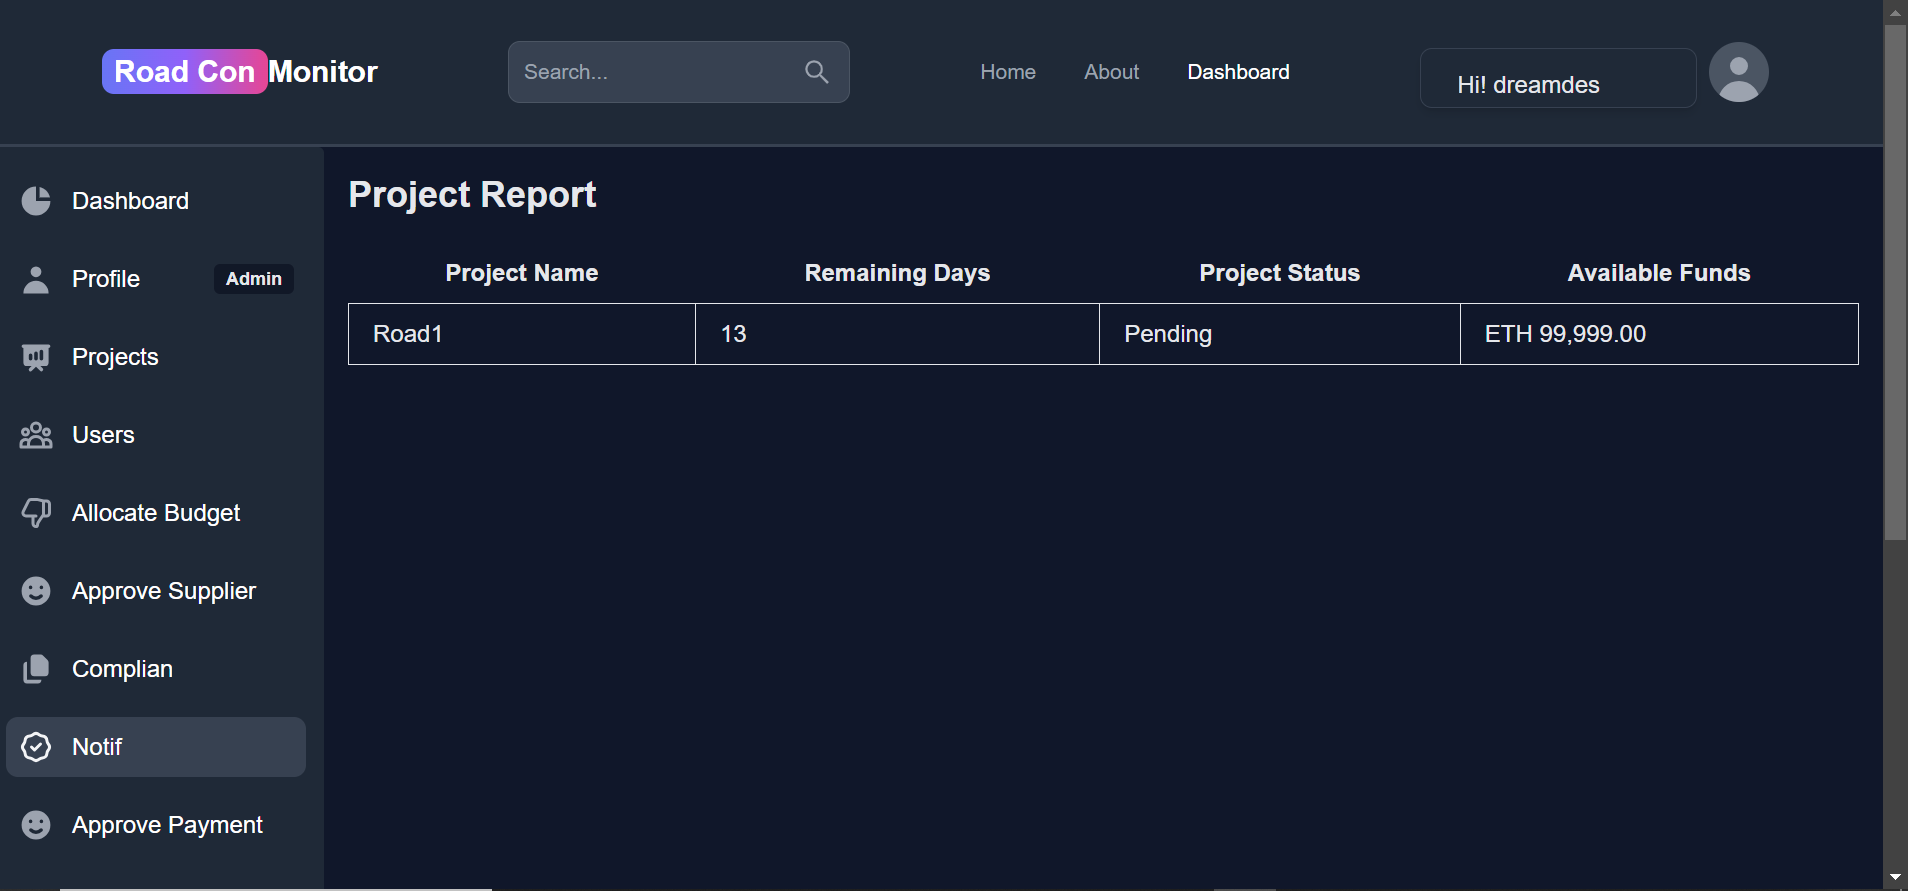 Road Con Monitor
Search...
Home
About
Dashboard
Hi! dreamdes
Dashboard
Profile
Admin
Projects
Users
Allocate Budget
Approve Supplier
Complian
Notif
Approve Payment
Project Report
Project Name Remaining Days Project Status Available Funds
Road1 13 Pending ETH 99,999.00